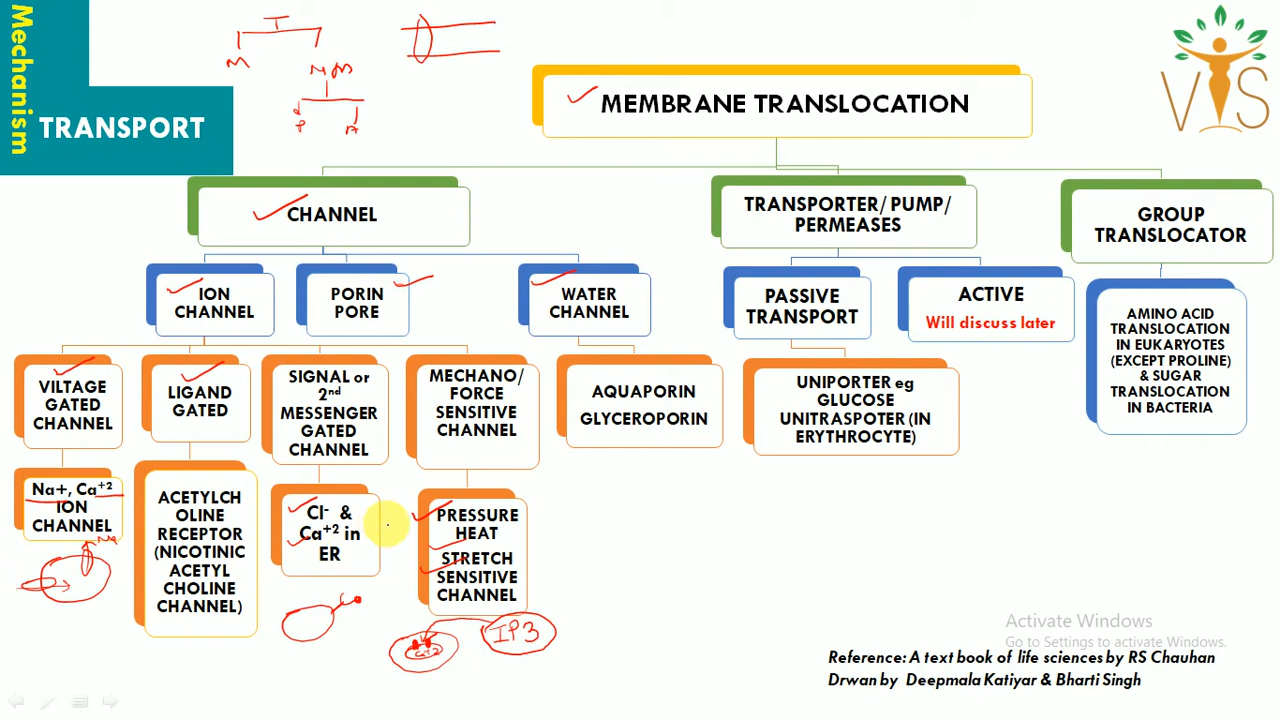 Mechanism
TRANSPORT
T
M
P
A
VIS
MEMBRANE TRANSLOCATION
CHANNEL
TRANSPORTER/ PUMP/
PERMEASES
GROUP
TRANSLOCATOR
ION
CHANNEL
PORIN
PORE
WATER
CHANNEL
PASSIVE
TRANSPORT
ACTIVE
Will discuss later
AMINO ACID
TRANSLOCATION
IN EUKARYOTES
(EXCEPT PROLINE)
& SUGAR
TRANSLOCATION
IN BACTERIA
VILTAGE
GATED
CHANNEL
LIGAND
GATED
SIGNAL or
2nd
MESSENGER
GATED
CHANNEL
MECHANO/
FORCE
SENSITIVE
CHANNEL
AQUAPORIN
GLYCEROPORIN
UNIPORTER eg
GLUCOSE
UNITRASPOTER (IN
ERYTHROCYTE)
Na+, Ca+2
ION
CHANNEL
ACETYLCH
OLINE
RECEPTOR
(NICOTINIC
ACETYL
CHOLINE
CHANNEL)
Cl- &
Ca+2 in
ER
PRESSURE
HEAT
STRETCH
SENSITIVE
CHANNEL
Na
IP3
Ca+2
Activate Windows
Go to Settings to activate Windows.
Reference: A text book of life sciences by RS Chauhan
Drwan by Deepmala Katiyar & Bharti Singh